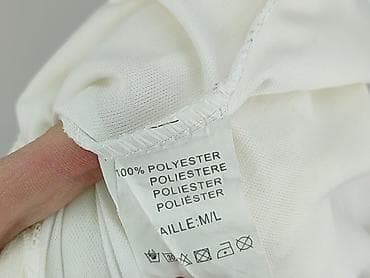 100% POLYESTER
POLIESTERE
POLIESTER
POLIÉSTER
AILLE:M/L